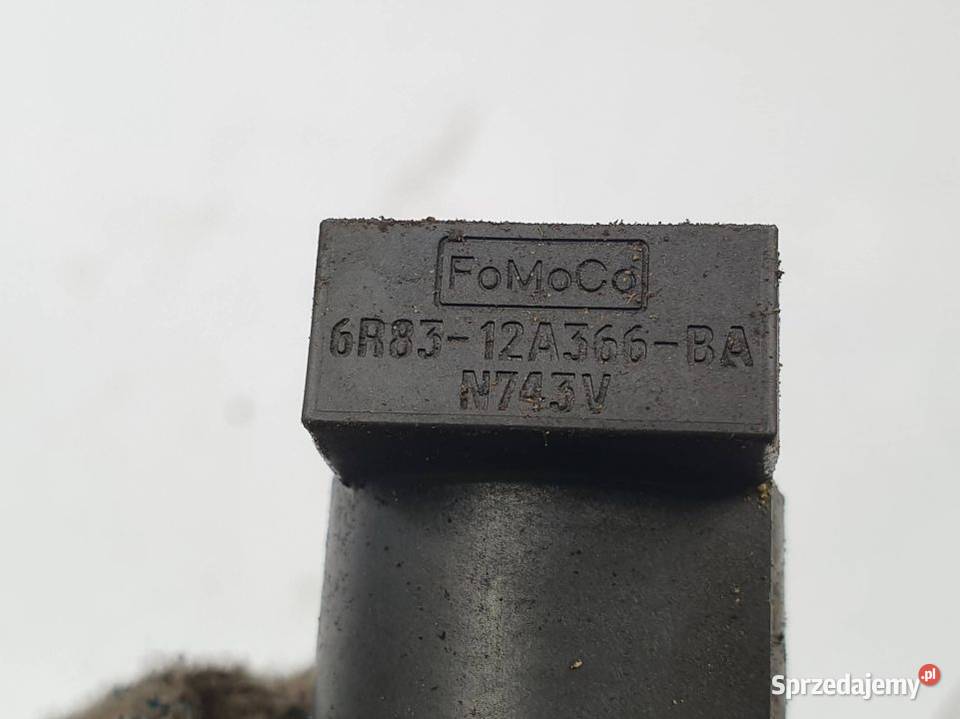 FoMoCo
6R83-12A366-BA
N743V
Sprzedajemy.pl